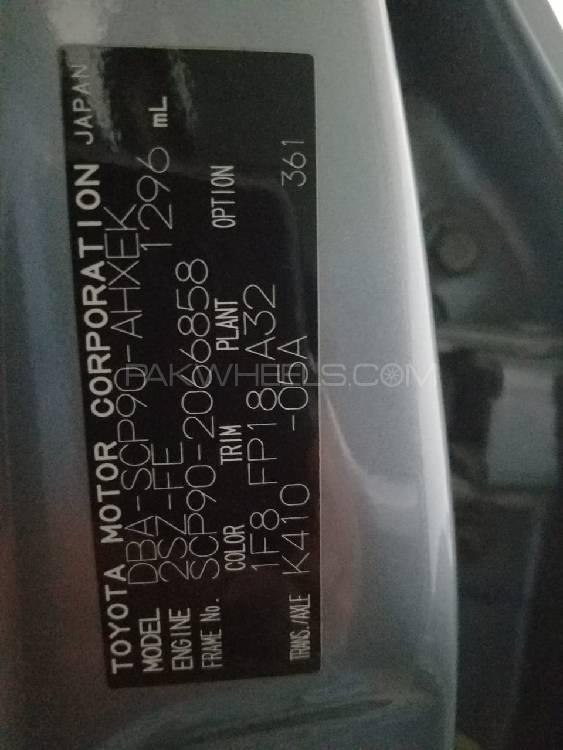 TOYOTA MOTOR CORPORATION JAPAN
MODEL DBA-SCP90-AHXEK
ENGINE 2SZ-FE 1296 mL
FRAME No. SCP90-2066858
COLOR TRIM PLANT OPTION
1F8 FP18 A32 361
TRANS./AXLE K410 -05A
PAKWHEELS.COM